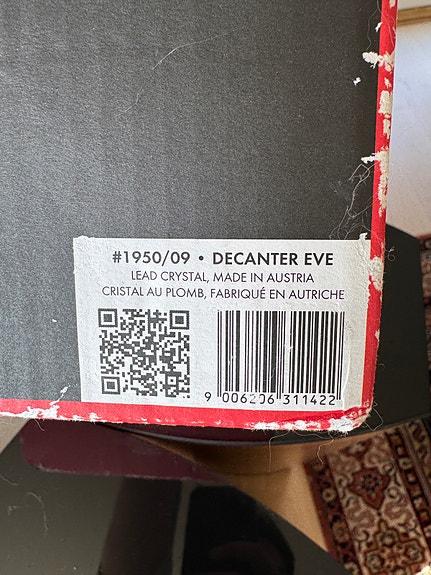 #1950/09 • DECANTER EVE
LEAD CRYSTAL, MADE IN AUSTRIA
CRISTAL AU PLOMB, FABRIQUÉ EN AUTRICHE
9 006206 311422